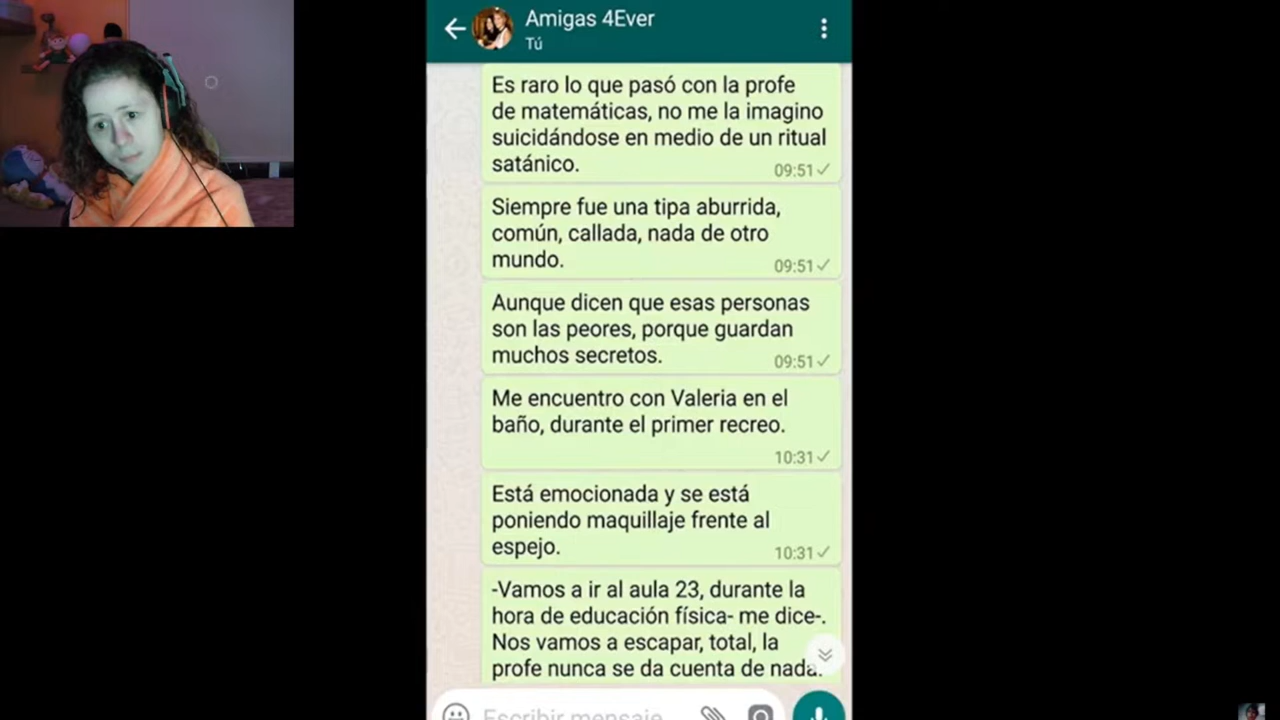 Amigas 4Ever
Tú
Es raro lo que pasó con la profe
de matemáticas, no me la imagino
suicidándose en medio de un ritual
satánico.
09:51
Siempre fue una tipa aburrida,
común, callada, nada de otro
mundo.
09:51
Aunque dicen que esas personas
son las peores, porque guardan
muchos secretos.
09:51
Me encuentro con Valeria en el
baño, durante el primer recreo.
10:31
Está emocionada y se está
poniendo maquillaje frente al
espejo.
10:31
-Vamos a ir al aula 23, durante la
hora de educación física- me dice-.
Nos vamos a escapar, total, la
profe nunca se da cuenta de nada.
Escribir mensaje